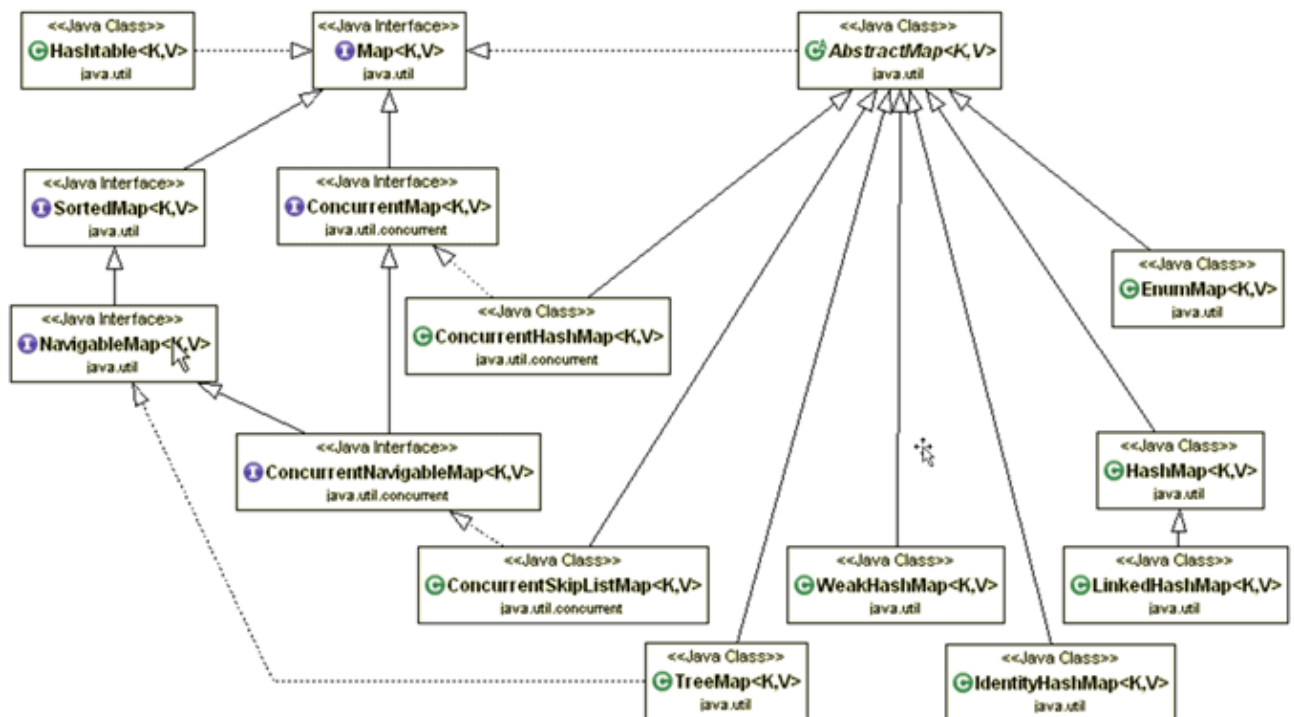 <<Java Class>>
Hashtable<K,V>
java.util
<<Java Interface>>
Map<K,V>
java.util
<<Java Class>>
AbstractMap<K,V>
java.util
<<Java Interface>>
SortedMap<K,V>
java.util
<<Java Interface>>
ConcurrentMap<K,V>
java.util.concurrent
<<Java Class>>
EnumMap<K,V>
java.util
<<Java Interface>>
NavigableMap<K,V>
java.util
<<Java Class>>
ConcurrentHashMap<K,V>
java.util.concurrent
<<Java Interface>>
ConcurrentNavigableMap<K,V>
java.util.concurrent
<<Java Class>>
HashMap<K,V>
java.util
<<Java Class>>
ConcurrentSkipListMap<K,V>
java.util.concurrent
<<Java Class>>
WeakHashMap<K,V>
java.util
<<Java Class>>
LinkedHashMap<K,V>
java.util
<<Java Class>>
TreeMap<K,V>
java.util
<<Java Class>>
IdentityHashMap<K,V>
java.util